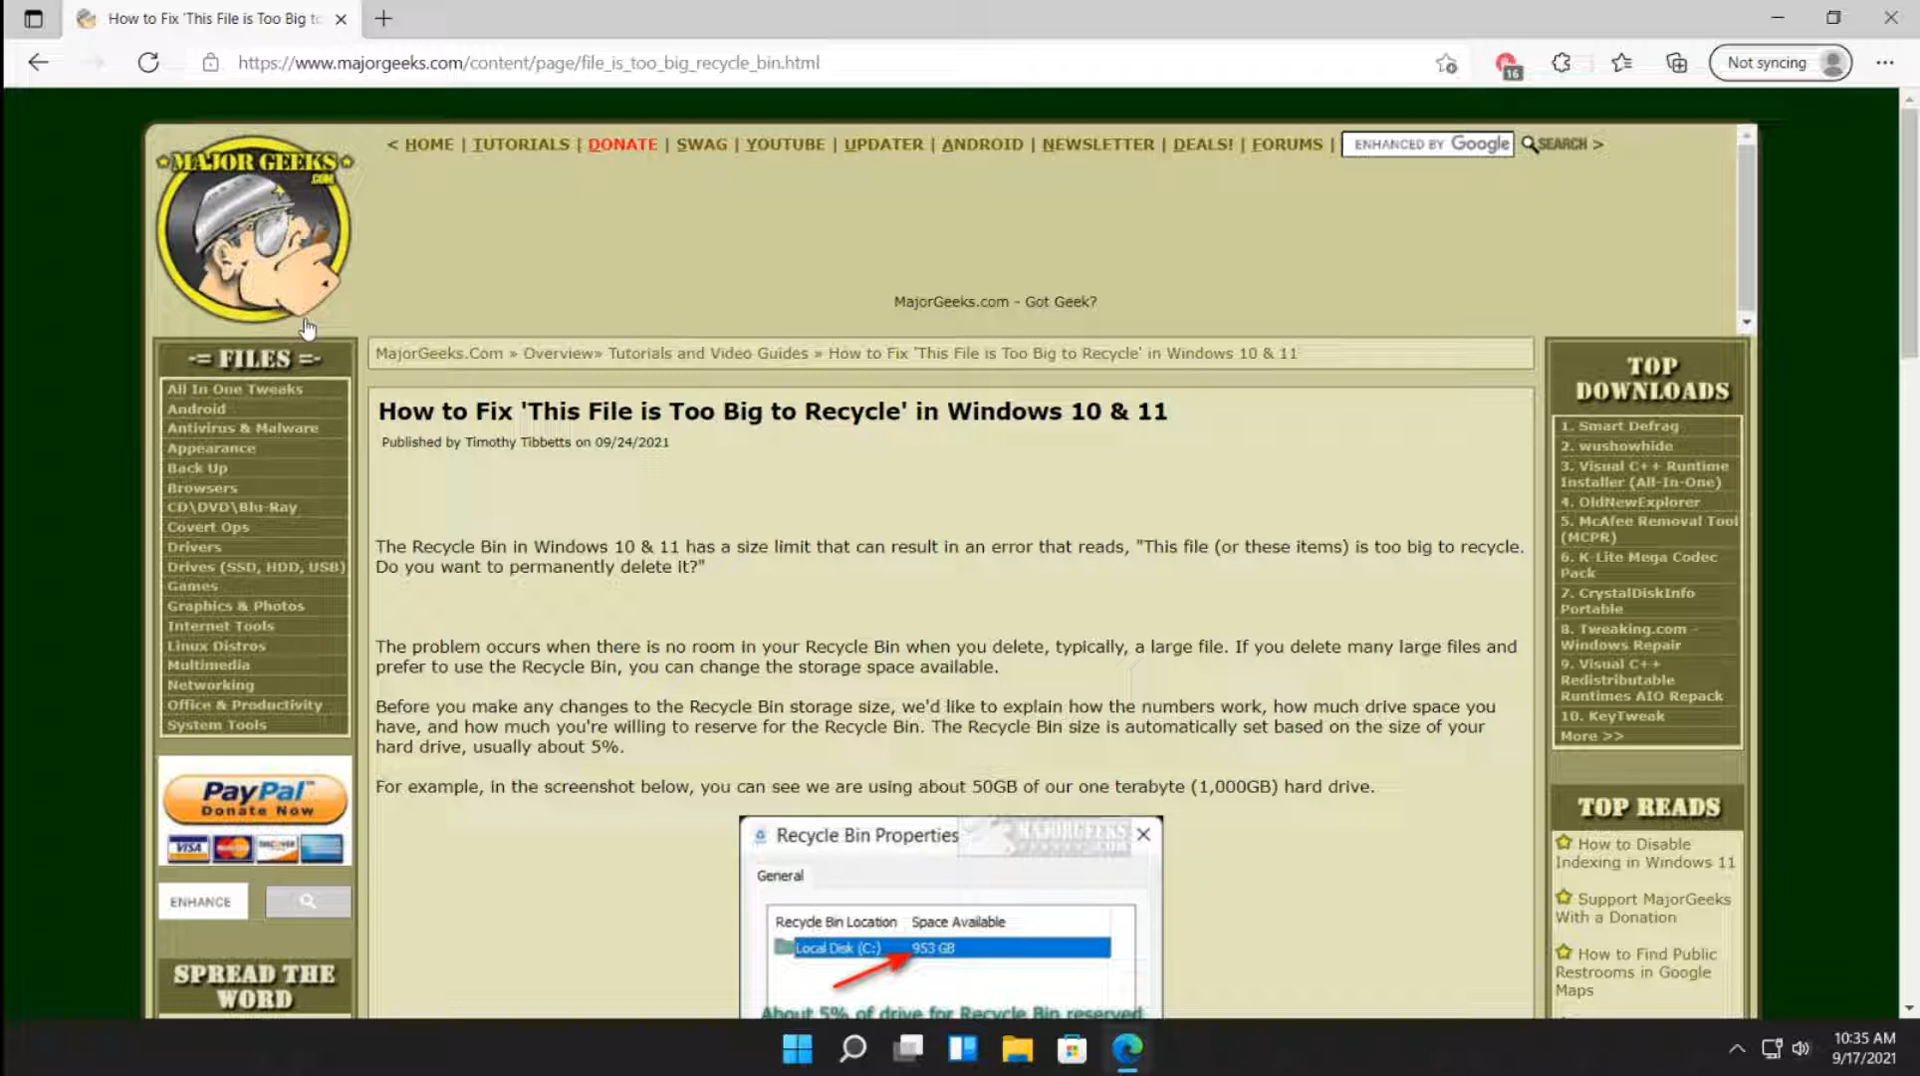 How to Fix 'This File is Too Big to
https://www.majorgeeks.com/content/page/file_is_too_big_recycle_bin.html
16
Not syncing
MAJOR GEEKS
.COM
< HOME | TUTORIALS | DONATE | SWAG | YOUTUBE | UPDATER | ANDROID | NEWSLETTER | DEALS! | FORUMS | ENHANCED BY Google SEARCH >
MajorGeeks.com - Got Geek?
-= FILES =-
All In One Tweaks
Android
Antivirus & Malware
Appearance
Back Up
Browsers
CD\DVD\Blu-Ray
Covert Ops
Drivers
Drives (SSD, HDD, USB)
Games
Graphics & Photos
Internet Tools
Linux Distros
Multimedia
Networking
Office & Productivity
System Tools
PayPal™
Donate Now
VISA
MasterCard
DISCOVER
ENHANCE
SPREAD THE
WORD
MajorGeeks.Com » Overview» Tutorials and Video Guides » How to Fix 'This File is Too Big to Recycle' in Windows 10 & 11
How to Fix 'This File is Too Big to Recycle' in Windows 10 & 11
Published by Timothy Tibbetts on 09/24/2021
The Recycle Bin in Windows 10 & 11 has a size limit that can result in an error that reads, "This file (or these items) is too big to recycle.
Do you want to permanently delete it?"
The problem occurs when there is no room in your Recycle Bin when you delete, typically, a large file. If you delete many large files and
prefer to use the Recycle Bin, you can change the storage space available.
Before you make any changes to the Recycle Bin storage size, we'd like to explain how the numbers work, how much drive space you
have, and how much you're willing to reserve for the Recycle Bin. The Recycle Bin size is automatically set based on the size of your
hard drive, usually about 5%.
For example, in the screenshot below, you can see we are using about 50GB of our one terabyte (1,000GB) hard drive.
Recycle Bin Properties
MAJORGEEKS
.COM
General
Recycle Bin Location Space Available
Local Disk (C:) 953 GB
About 5% of drive for Recycle Bin reserved
TOP
DOWNLOADS
1. Smart Defrag
2. wushowhide
3. Visual C++ Runtime
Installer (All-In-One)
4. OldNewExplorer
5. McAfee Removal Tool
(MCPR)
6. K-Lite Mega Codec
Pack
7. CrystalDiskInfo
Portable
8. Tweaking.com -
Windows Repair
9. Visual C++
Redistributable
Runtimes AIO Repack
10. KeyTweak
More >>
TOP READS
How to Disable
Indexing in Windows 11
Support MajorGeeks
With a Donation
How to Find Public
Restrooms in Google
Maps
10:35 AM
9/17/2021